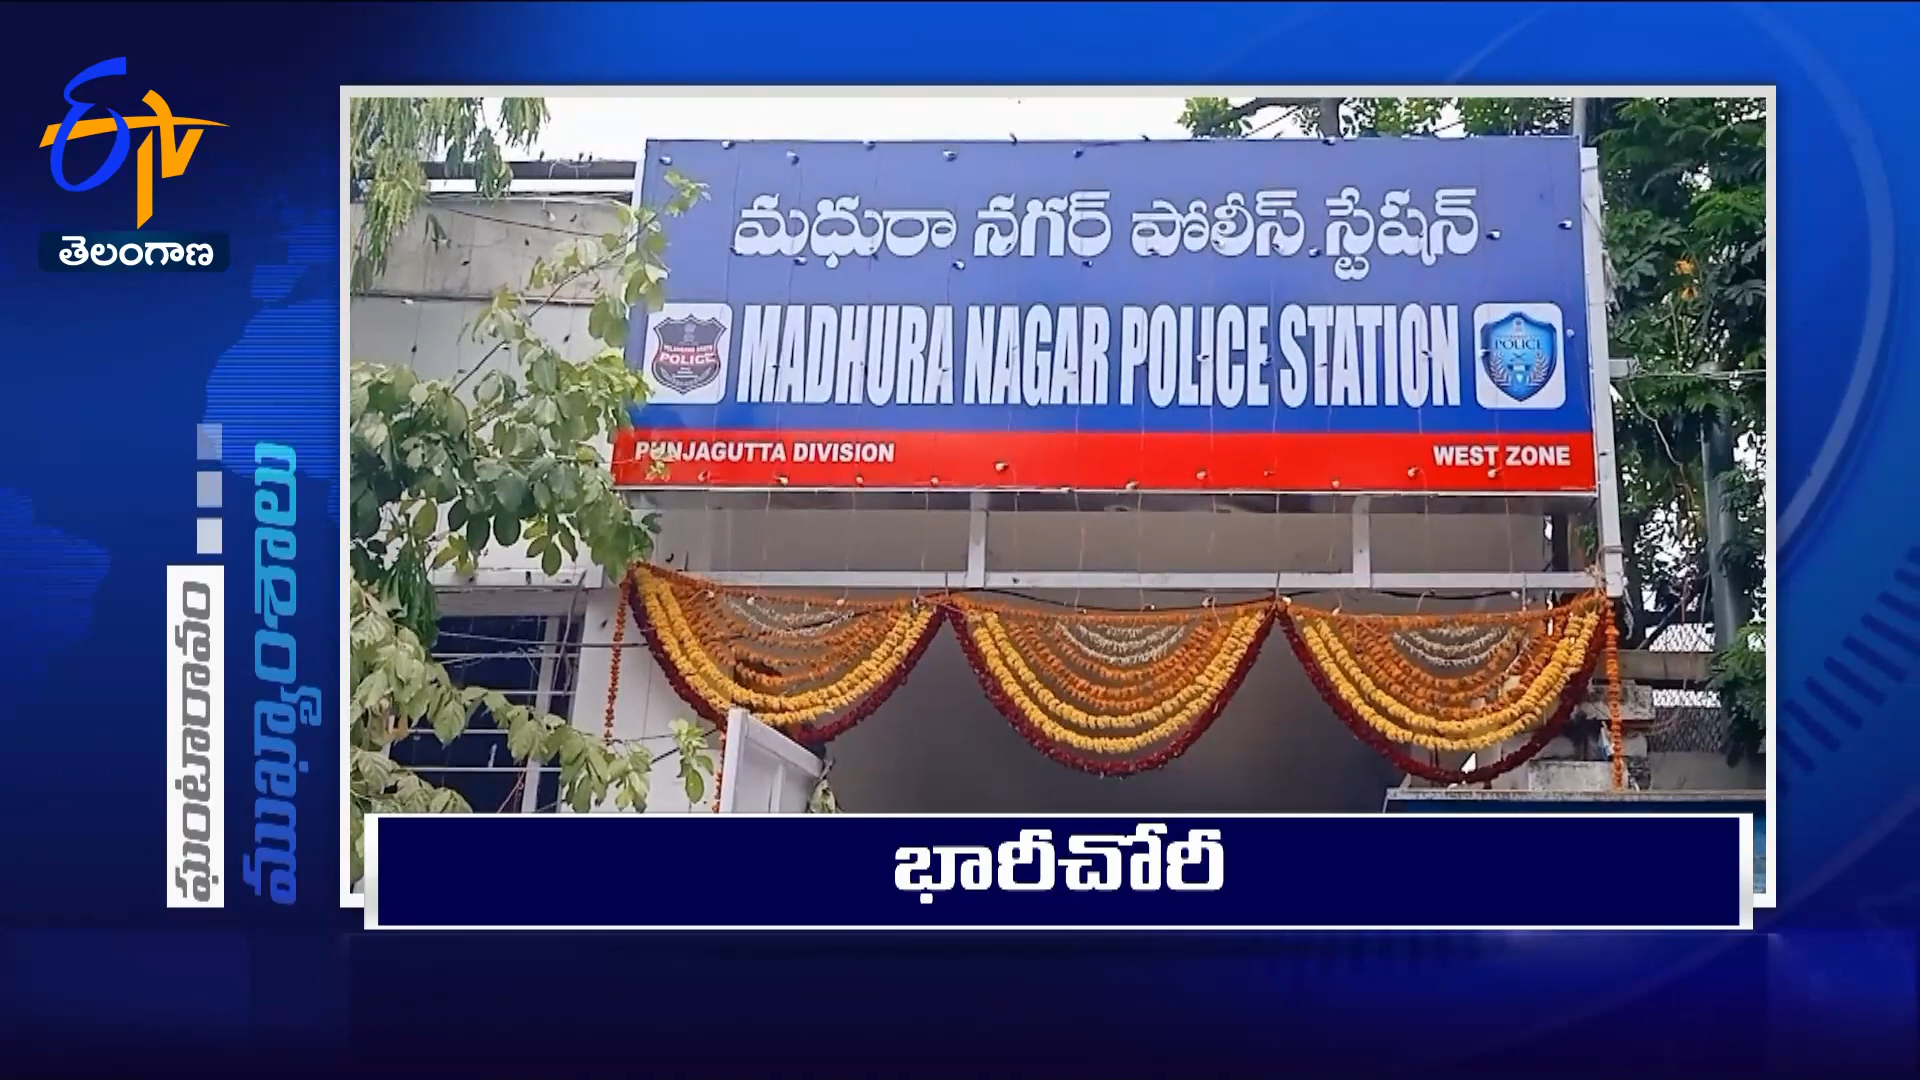 ETV
తెలంగాణ
ఘంటారావం
ముఖ్యాంశాలు
మధురా నగర్ పోలీస్ స్టేషన్
MADHURA NAGAR POLICE STATION
POLICE
POLICE
PUNJAGUTTA DIVISION
WEST ZONE
భారీచోరీ